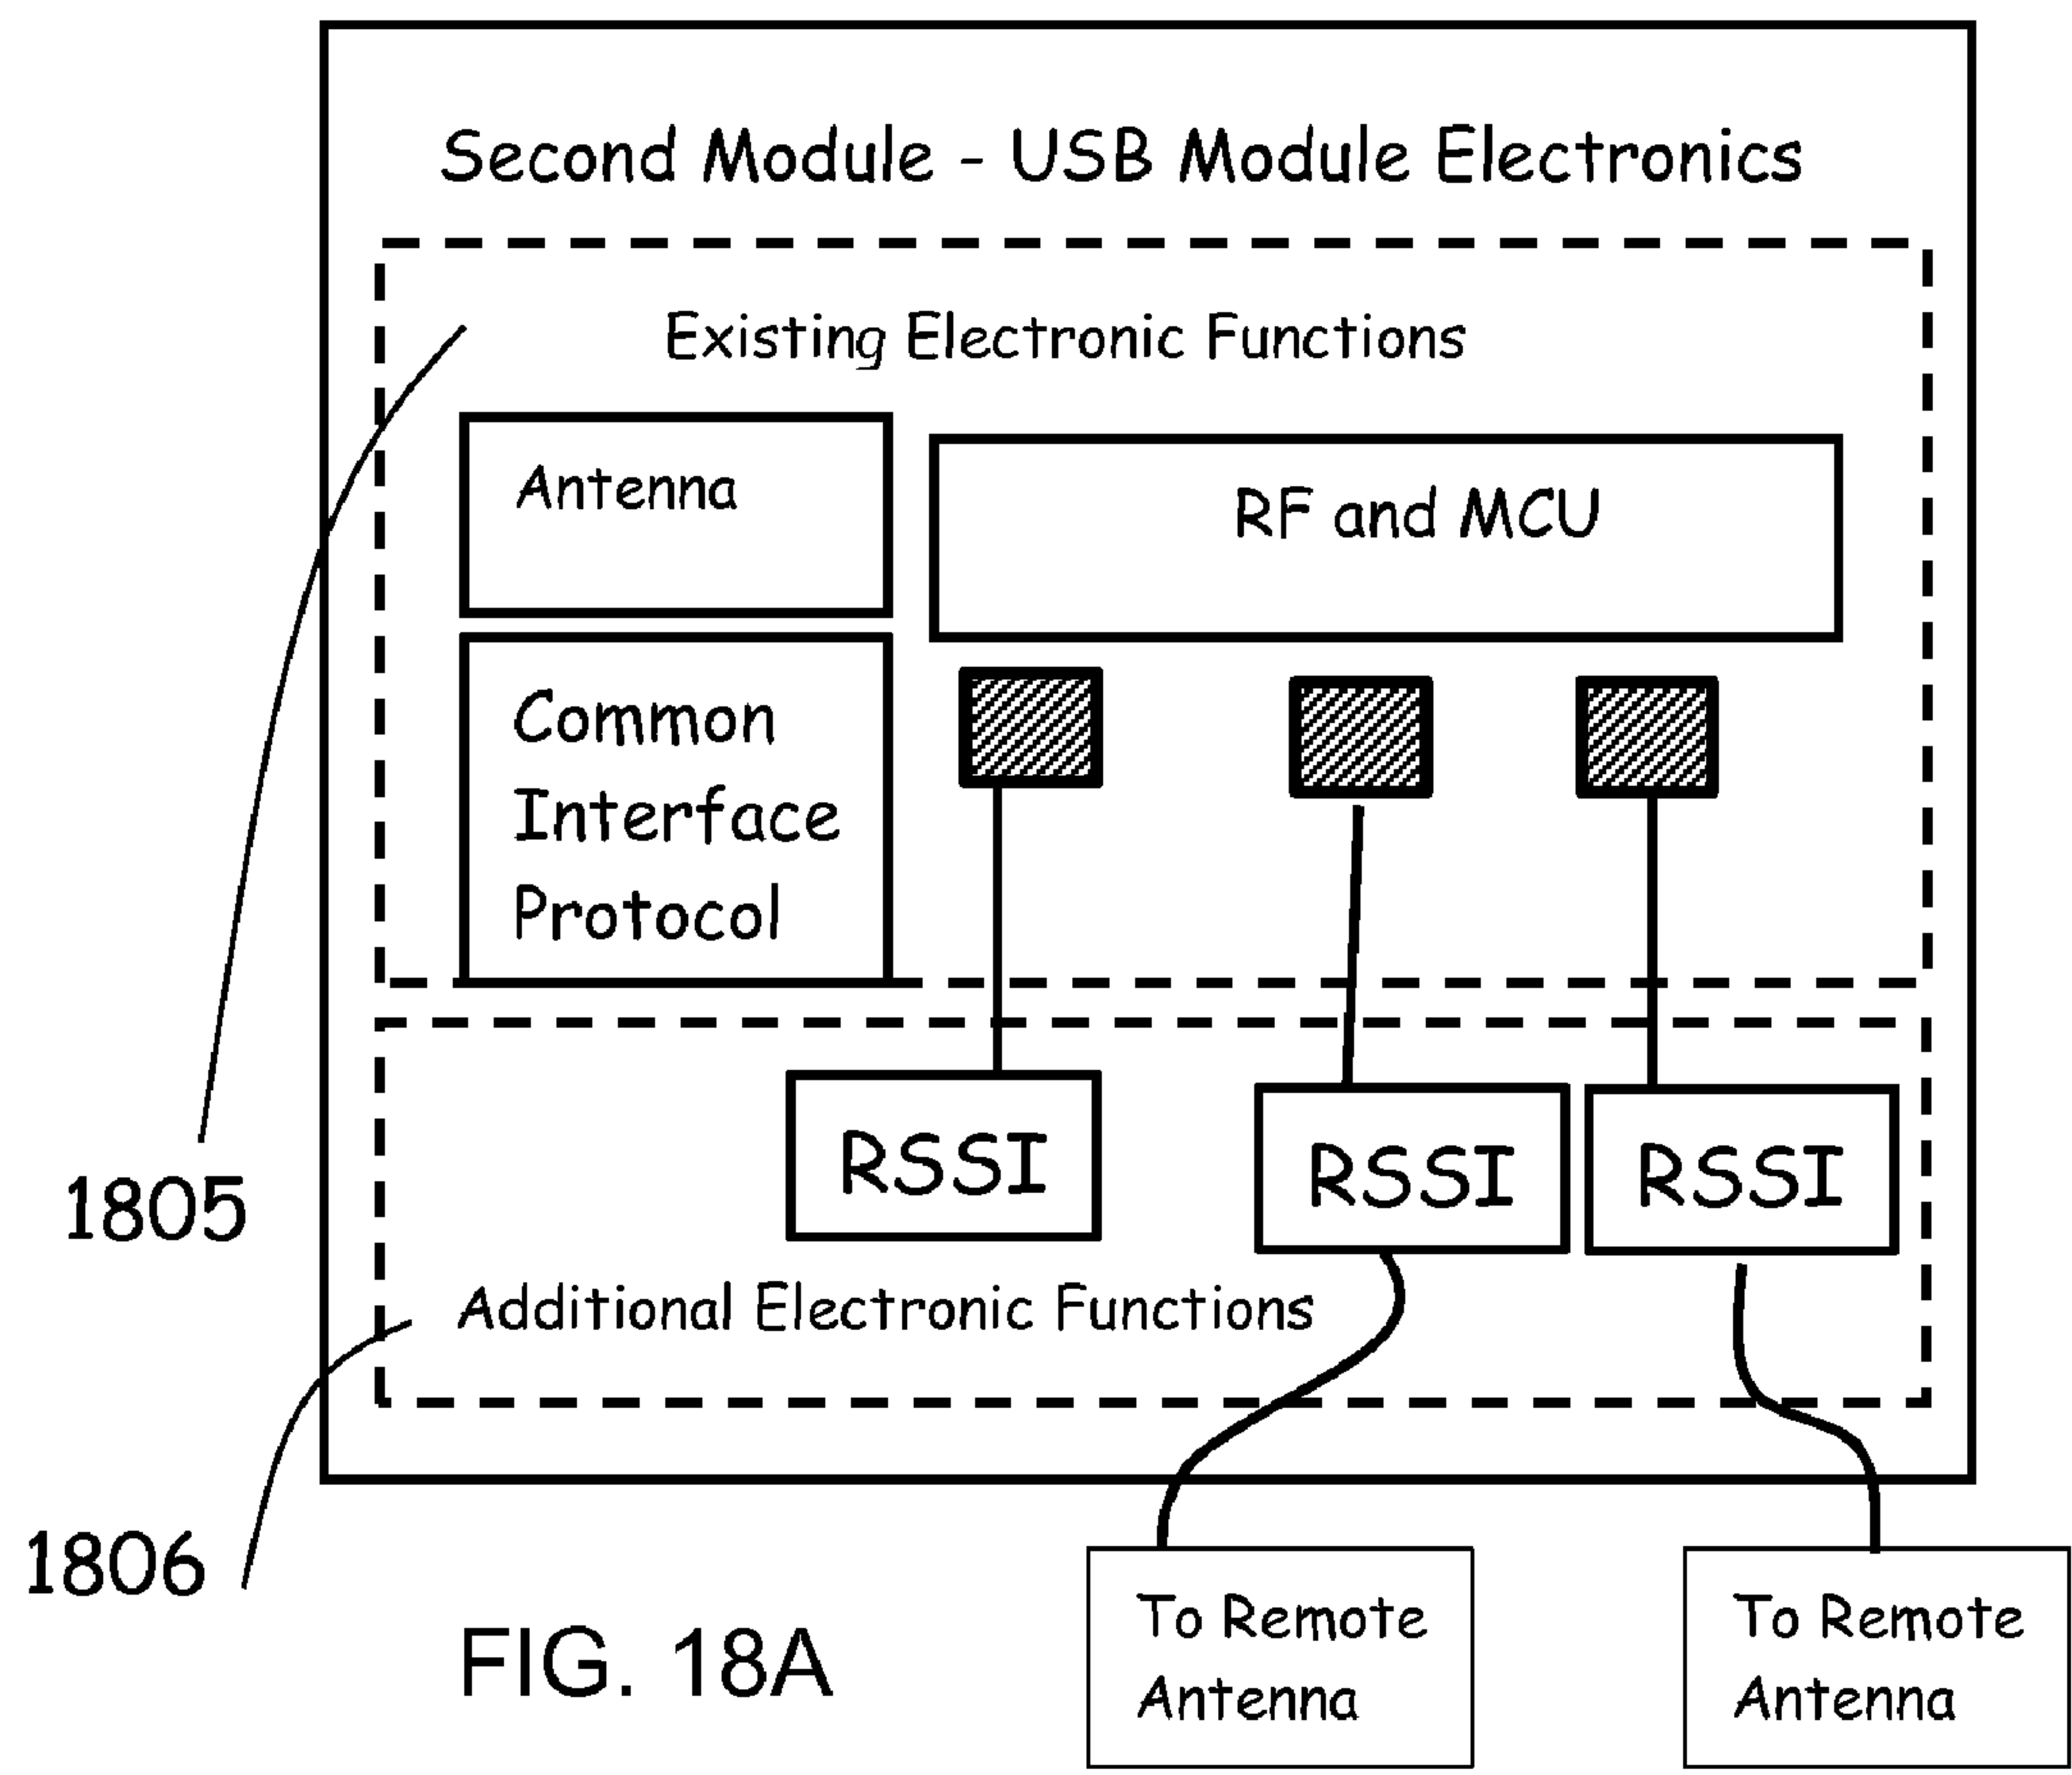 Second Module - USB Module Electronics
Existing Electronic Functions
Antenna
RF and MCU
Common
Interface
Protocol
RSSI
RSSI
RSSI
1805
Additional Electronic Functions
1806
FIG. 18A
To Remote
Antenna
To Remote
Antenna